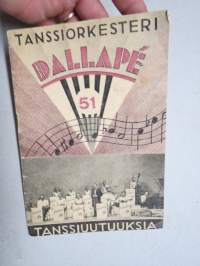 TANSSIORKESTERI
DALLAPÉ
51
TANSSIUUTUUKSIA